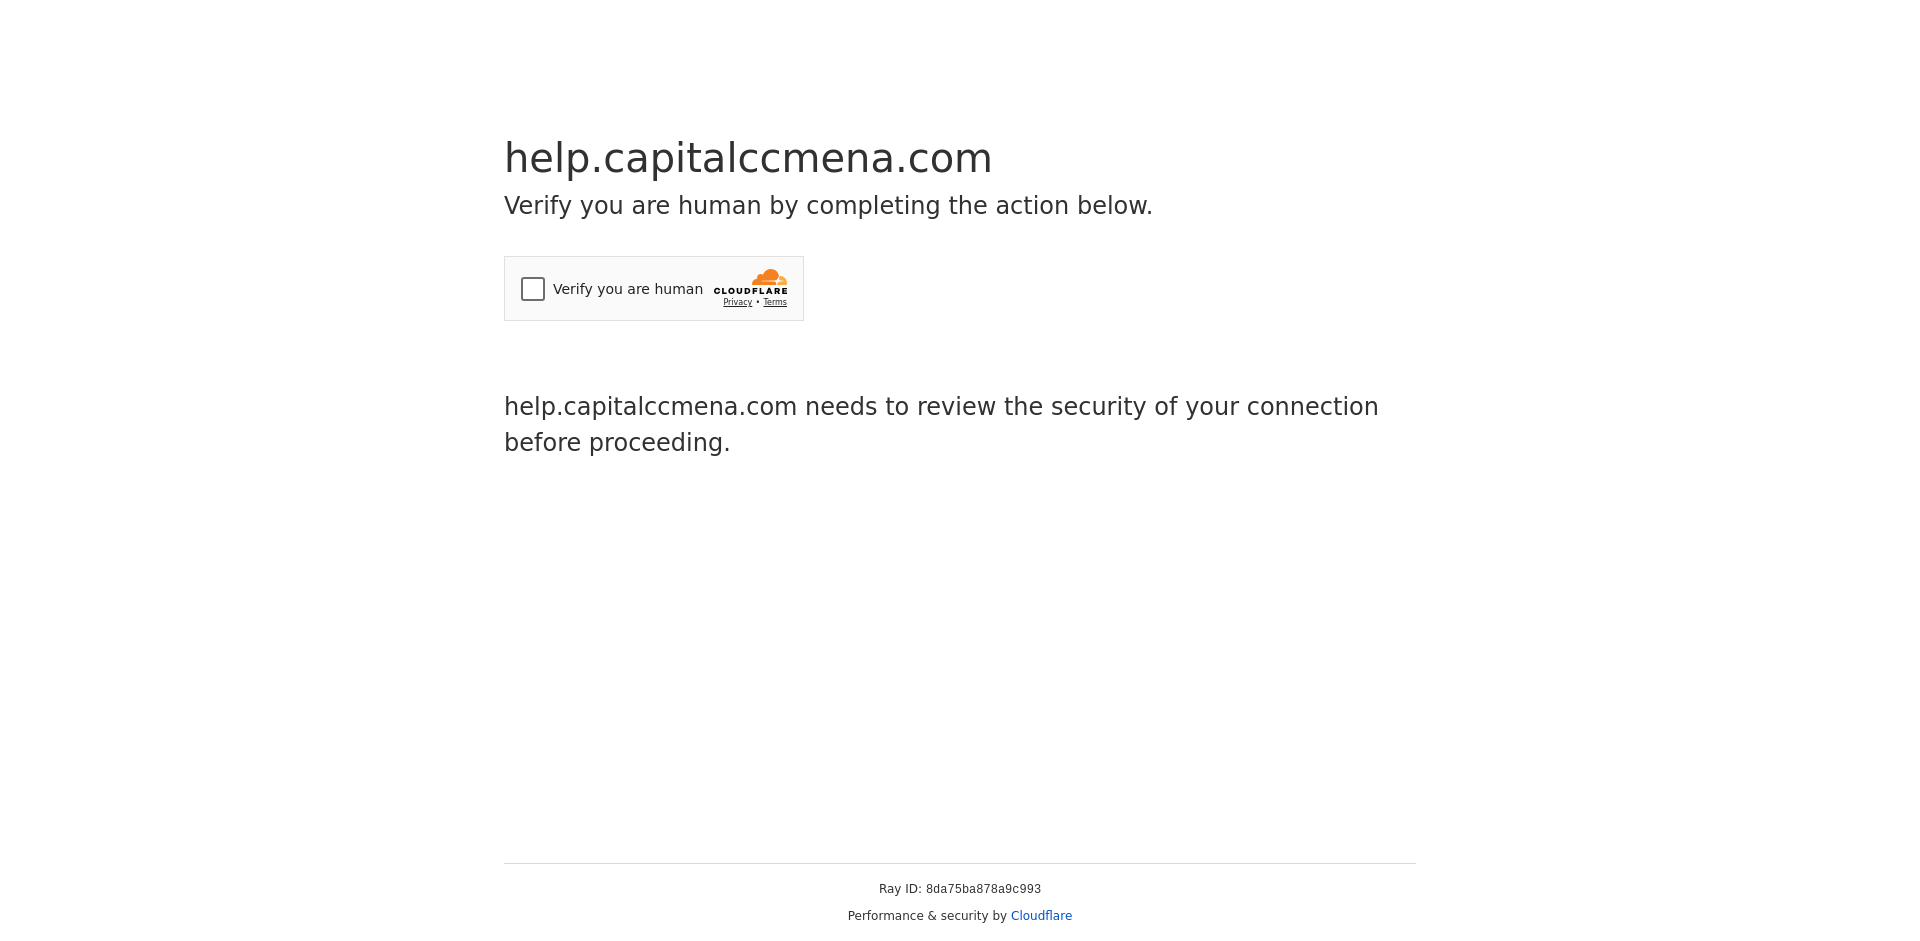 help.capitalccmena.com
Verify you are human by completing the action below.
Verify you are human
CLOUDFLARE
Privacy • Terms
help.capitalccmena.com needs to review the security of your connection
before proceeding.
Ray ID: 8da75ba878a9c993
Performance & security by Cloudflare